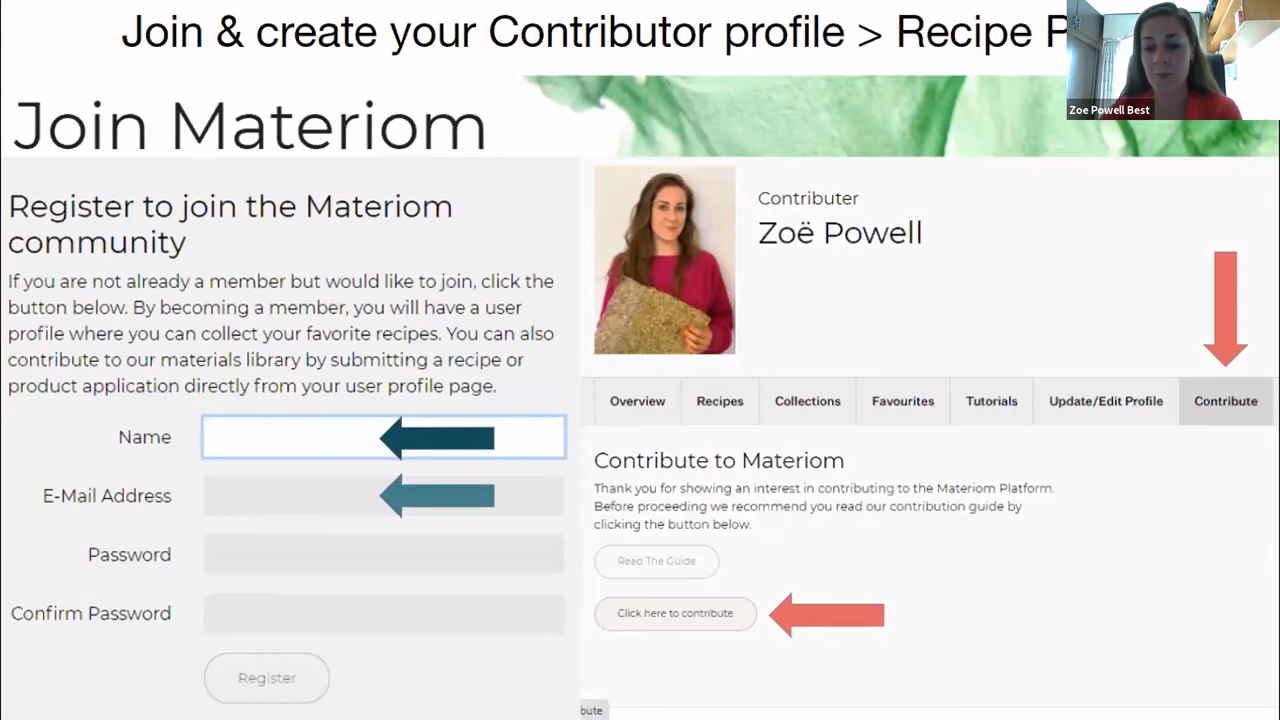 Join & create your Contributor profile > Recipe
Zoe Powell Best
Join Materiom
Register to join the Materiom
community
If you are not already a member but would like to join, click the
button below. By becoming a member, you will have a user
profile where you can collect your favorite recipes. You can also
contribute to our materials library by submitting a recipe or
product application directly from your user profile page.
Name
E-Mail Address
Password
Confirm Password
Register
Contributer
Zoë Powell
Overview Recipes Collections Favourites Tutorials Update/Edit Profile Contribute
Contribute to Materiom
Thank you for showing an interest in contributing to the Materiom Platform.
Before proceeding we recommend you read our contribution guide by
clicking the button below.
Read The Guide
Click here to contribute
bute